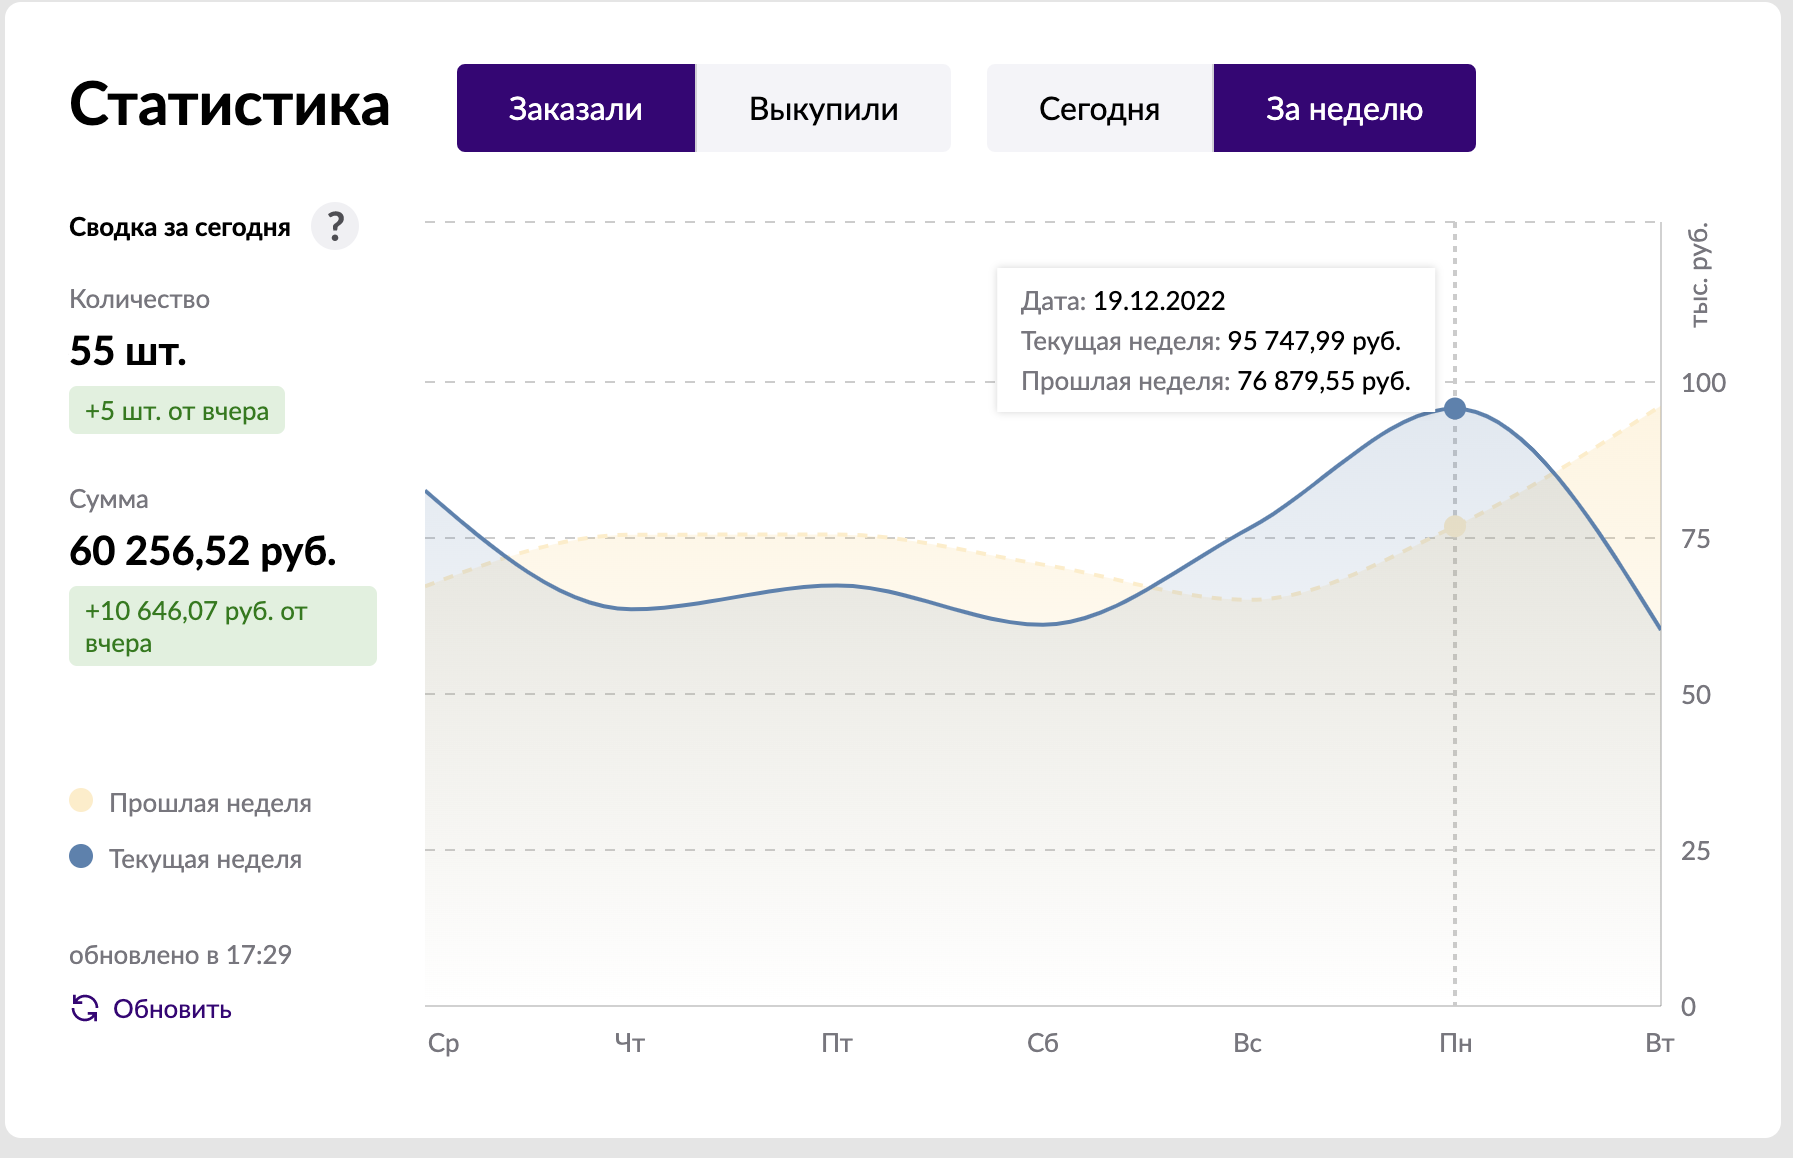 Статистика
Заказали
Выкупили
Сегодня
За неделю
Сводка за сегодня
?
Количество
55 шт.
+5 шт. от вчера
Сумма
60 256,52 руб.
+10 646,07 руб. от
вчера
Прошлая неделя
Текущая неделя
обновлено в 17:29
Обновить
Дата: 19.12.2022
Текущая неделя: 95 747,99 руб.
Прошлая неделя: 76 879,55 руб.
тыс. руб.
100
75
50
25
0
Ср
Чт
Пт
Сб
Вс
Пн
Вт